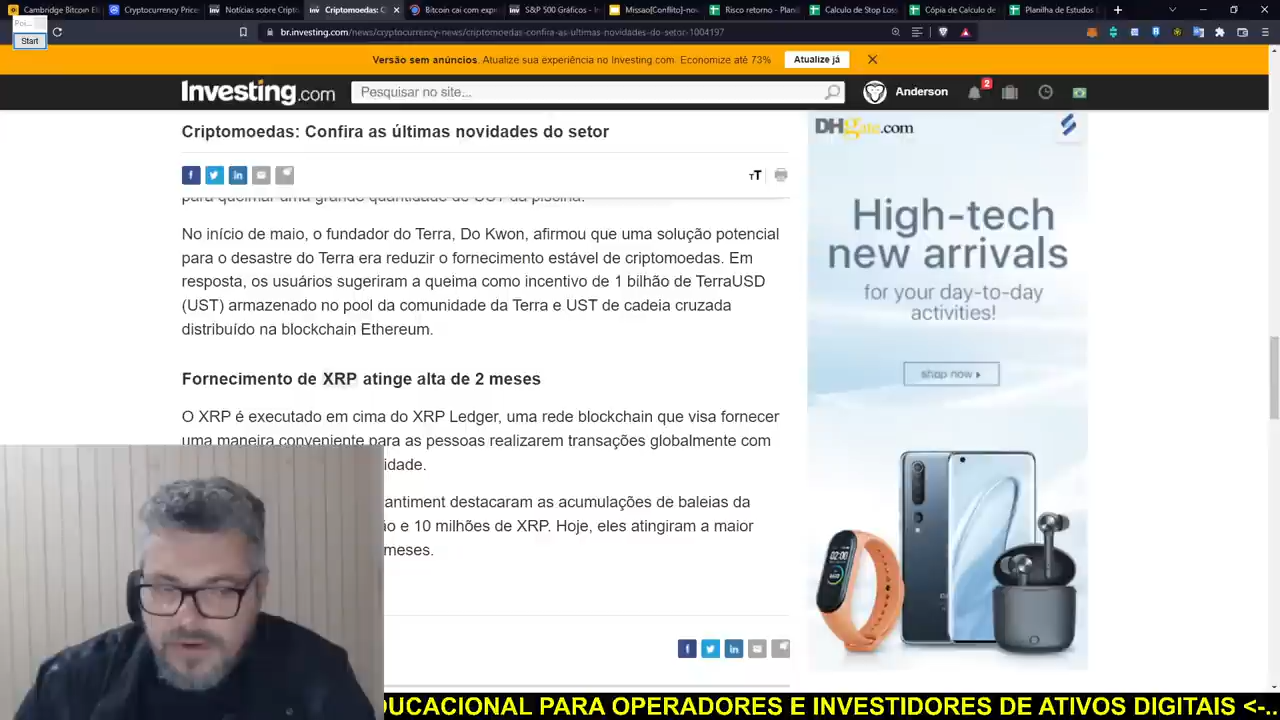 Cambridge Bitcoin El
Cryptocurrency Prices
Notícias sobre Cripto
Criptomoedas: C
Bitcoin cai com expe
S&P 500 Gráficos - In
Missao[Conflito]-nov
Risco retorno - Plani
Calculo de Stop Loss
Cópia de Calculo de
Planilha de Estudos
Start
br.investing.com/news/cryptocurrency-news/criptomoedas-confira-as-ultimas-novidades-do-setor-1004197
Versão sem anúncios. Atualize sua experiência no Investing.com. Economize até 73%
Atualize já
Investing.com
Pesquisar no site...
Anderson
2
Criptomoedas: Confira as últimas novidades do setor
para queimar uma grande quantidade de UST da piscina.
No início de maio, o fundador do Terra, Do Kwon, afirmou que uma solução potencial
para o desastre do Terra era reduzir o fornecimento estável de criptomoedas. Em
resposta, os usuários sugeriram a queima como incentivo de 1 bilhão de TerraUSD
(UST) armazenado no pool da comunidade da Terra e UST de cadeia cruzada
distribuído na blockchain Ethereum.
Fornecimento de XRP atinge alta de 2 meses
O XRP é executado em cima do XRP Ledger, uma rede blockchain que visa fornecer
uma maneira conveniente para as pessoas realizarem transações globalmente com
idade.
antiment destacaram as acumulações de baleias da
ão e 10 milhões de XRP. Hoje, eles atingiram a maior
meses.
DHgate.com
High-tech
new arrivals
for your day-to-day
activities!
shop now
02:00
DUCACIONAL PARA OPERADORES E INVESTIDORES DE ATIVOS DIGITAIS <-..